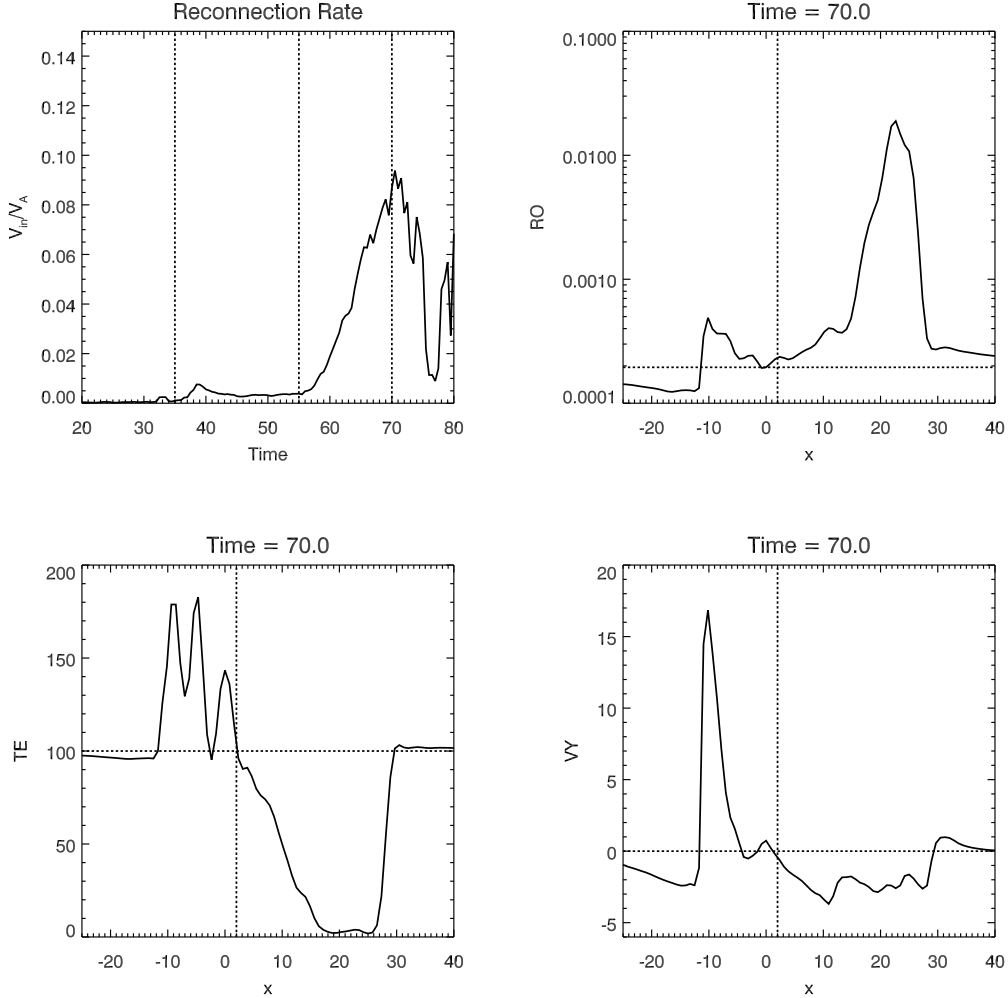 Reconnection Rate
0.14
0.12
0.10
0.08
0.06
0.04
0.02
0.00
Vin/VA
20 30 40 50 60 70 80
Time
Time = 70.0
0.1000
0.0100
0.0010
0.0001
RO
-20 -10 0 10 20 30 40
x
Time = 70.0
200
150
100
50
0
TE
-20 -10 0 10 20 30 40
x
Time = 70.0
20
15
10
5
0
-5
VY
-20 -10 0 10 20 30 40
x